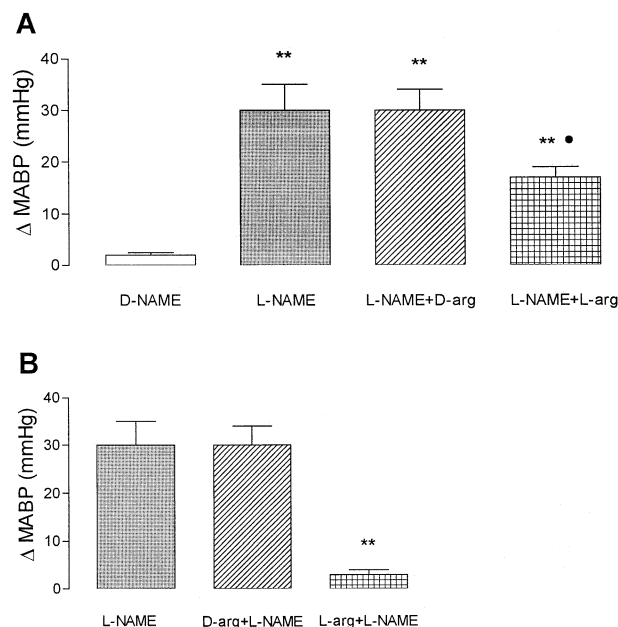 A
Δ MABP (mmHg)
40
30
20
10
0
**
**
** •
D-NAME L-NAME L-NAME+D-arg L-NAME+L-arg
B
Δ MABP (mmHg)
40
30
20
10
0
**
L-NAME D-arg+L-NAME L-arg+L-NAME